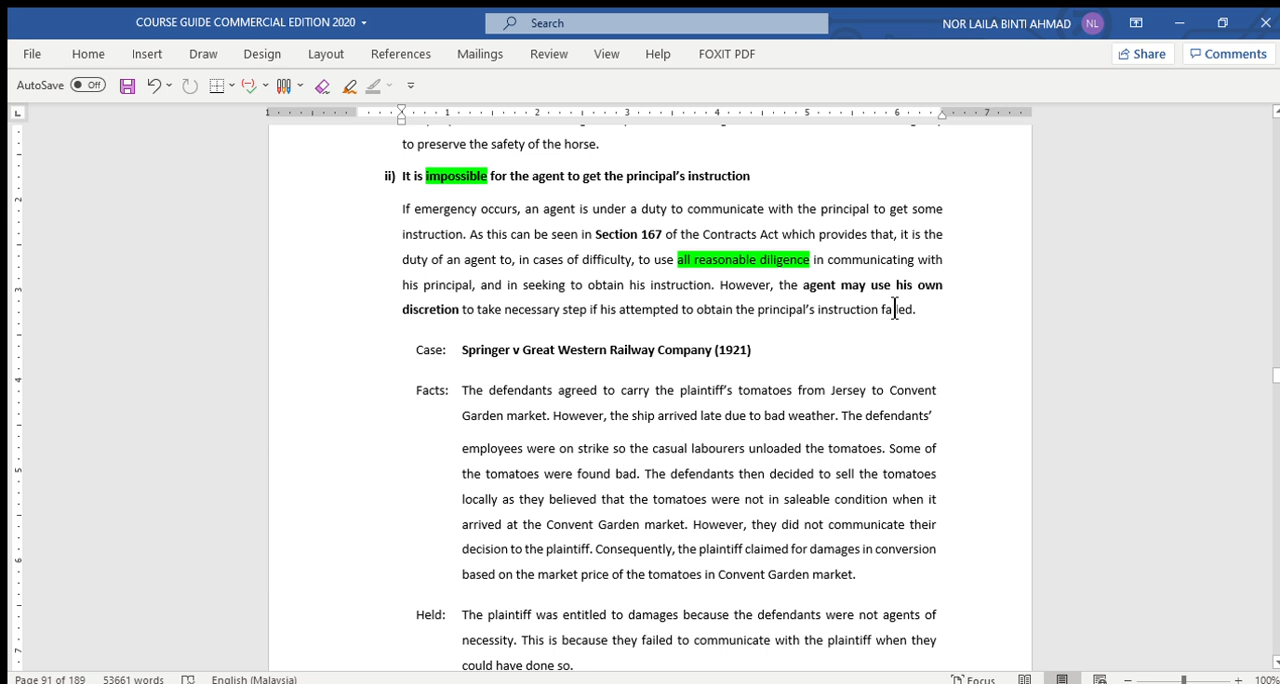 COURSE GUIDE COMMERCIAL EDITION 2020
Search
NOR LAILA BINTI AHMAD NL
File Home Insert Draw Design Layout References Mailings Review View Help FOXIT PDF Share Comments
AutoSave Off
1 1 2 3 4 5 6 7
to preserve the safety of the horse.
ii) It is impossible for the agent to get the principal's instruction
If emergency occurs, an agent is under a duty to communicate with the principal to get some
instruction. As this can be seen in Section 167 of the Contracts Act which provides that, it is the
duty of an agent to, in cases of difficulty, to use all reasonable diligence in communicating with
his principal, and in seeking to obtain his instruction. However, the agent may use his own
discretion to take necessary step if his attempted to obtain the principal's instruction failed.
Case: Springer v Great Western Railway Company (1921)
Facts: The defendants agreed to carry the plaintiff's tomatoes from Jersey to Convent
Garden market. However, the ship arrived late due to bad weather. The defendants'
employees were on strike so the casual labourers unloaded the tomatoes. Some of
the tomatoes were found bad. The defendants then decided to sell the tomatoes
locally as they believed that the tomatoes were not in saleable condition when it
arrived at the Convent Garden market. However, they did not communicate their
decision to the plaintiff. Consequently, the plaintiff claimed for damages in conversion
based on the market price of the tomatoes in Convent Garden market.
Held: The plaintiff was entitled to damages because the defendants were not agents of
necessity. This is because they failed to communicate with the plaintiff when they
could have done so.
Page 91 of 189 53661 words English (Malaysia) Focus 100%